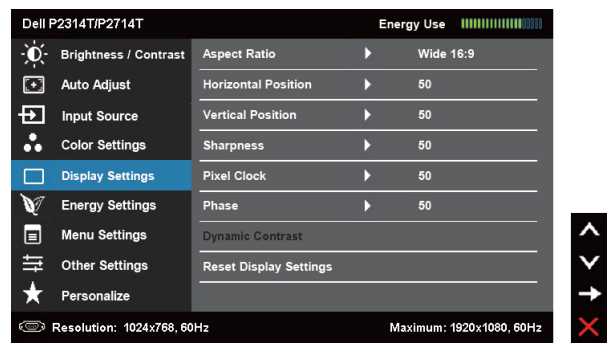 Dell P2314T/P2714T Energy Use
Brightness / Contrast Aspect Ratio Wide 16:9
Auto Adjust Horizontal Position 50
Input Source Vertical Position 50
Color Settings Sharpness 50
Display Settings Pixel Clock 50
Energy Settings Phase 50
Menu Settings Dynamic Contrast
Other Settings Reset Display Settings
Personalize
Resolution: 1024x768, 60Hz Maximum: 1920x1080, 60Hz